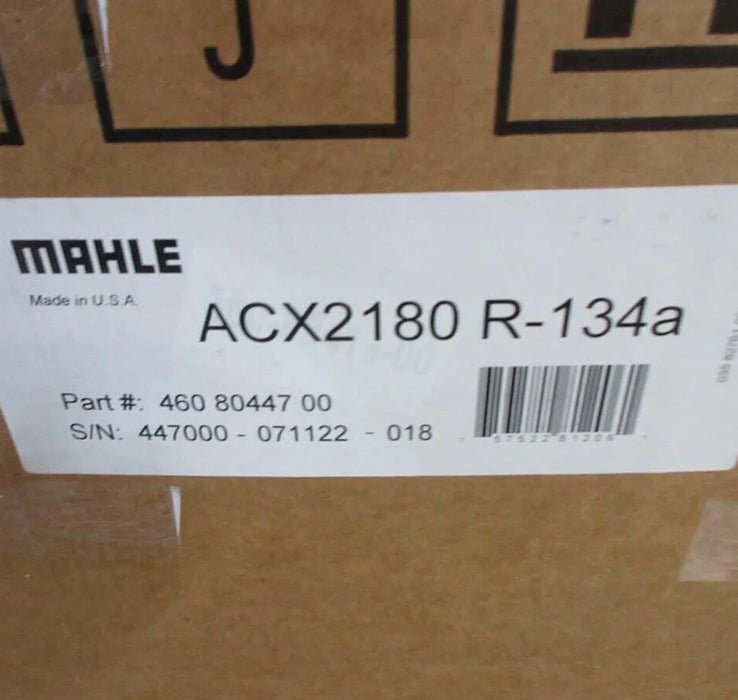 MAHLE
Made in U.S.A.
ACX2180 R-134a
Part #: 460 80447 00
S/N: 447000 - 071122 - 018